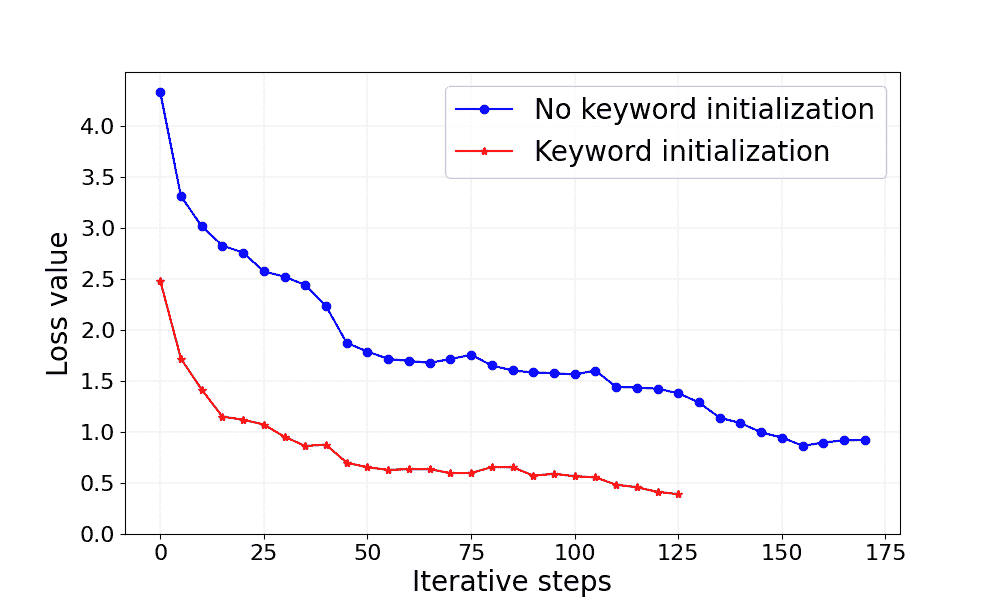 No keyword initialization
Keyword initialization
4.0
3.5
3.0
2.5
2.0
1.5
1.0
0.5
0.0
Loss value
0 25 50 75 100 125 150 175
Iterative steps